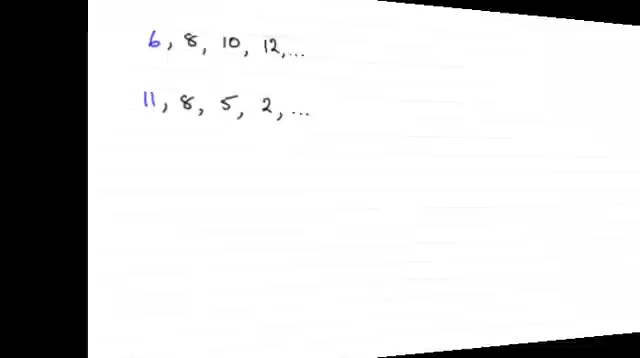 6, 8, 10, 12, ...
11, 8, 5, 2, ...